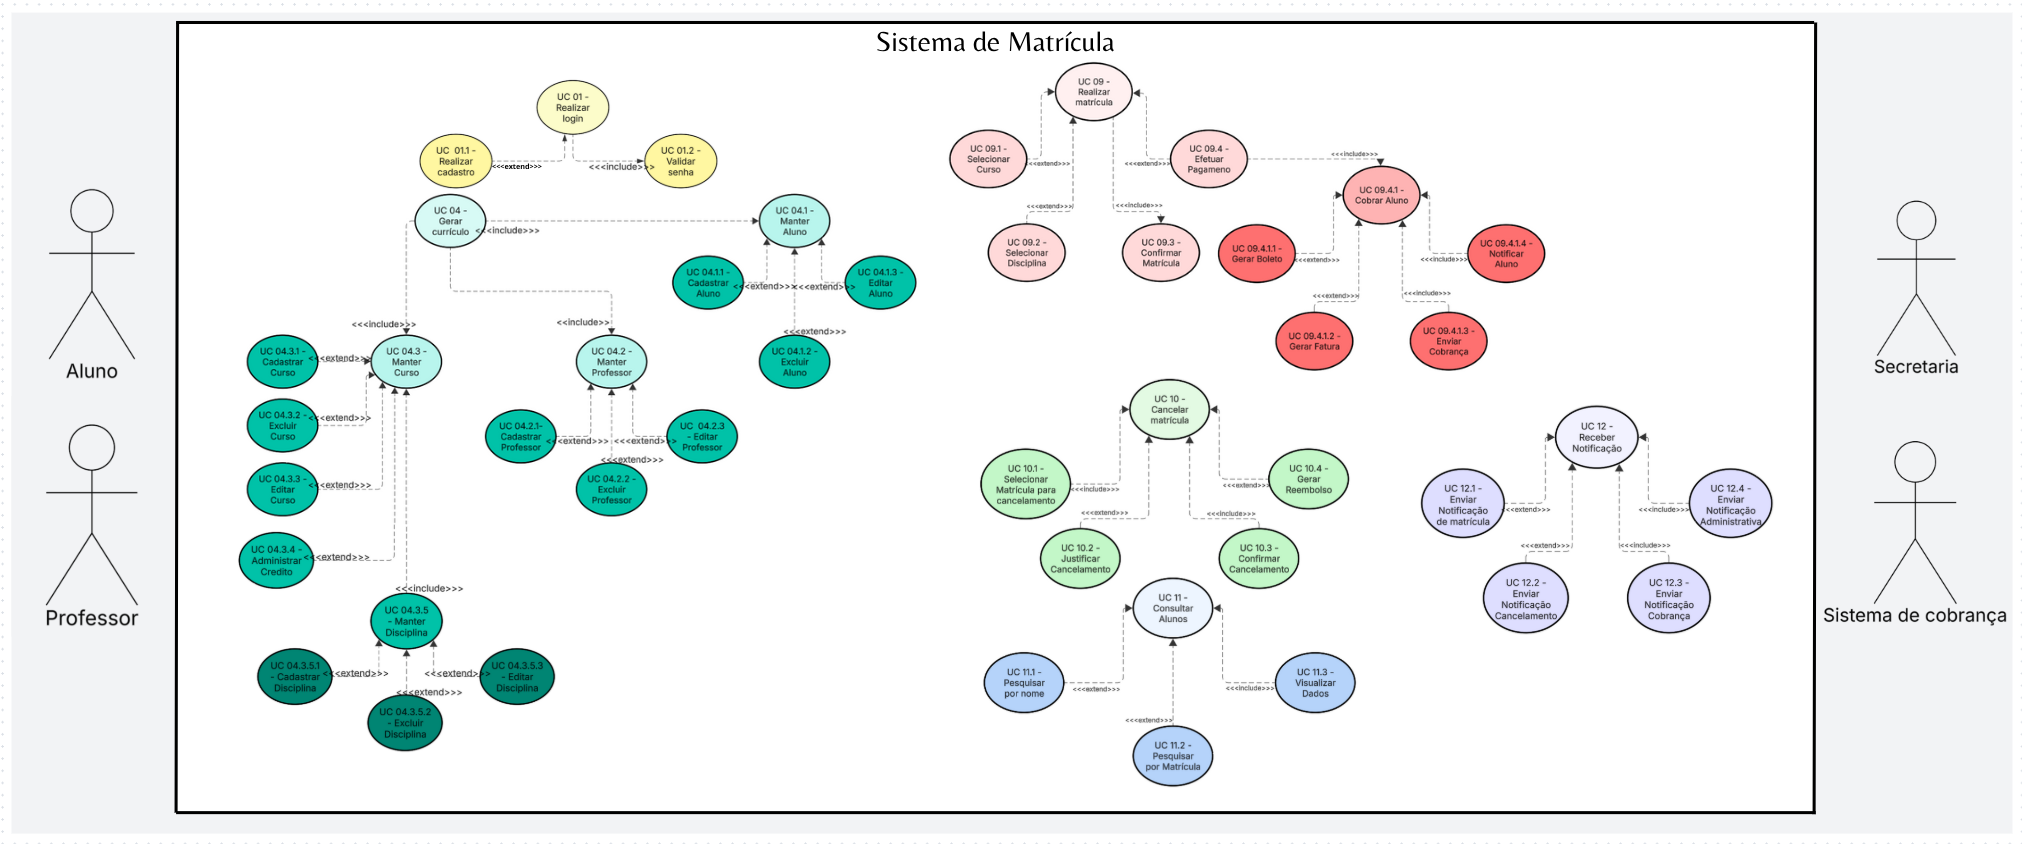 Sistema de Matrícula
UC 01 -
Realizar
login
UC 01.1 -
Realizar
cadastro
<<<extend>>>
<<<include>>>
UC 01.2 -
Validar
senha
UC 04 -
Gerar
currículo
<<<include>>>
UC 04.1 -
Manter
Aluno
UC 04.1.1 -
Cadastrar
Aluno
<<<extend>>>
<<<extend>>>
UC 04.1.3 -
Editar
Aluno
<<<extend>>>
UC 04.1.2 -
Excluir
Aluno
<<<include>>>
<<include>>>
UC 04.3.1 -
Cadastrar
Curso
<<<extend>>>
UC 04.3 -
Manter
Curso
UC 04.2 -
Manter
Professor
UC 04.3.2 -
Excluir
Curso
<<<extend>>>
UC 04.3.3 -
Editar
Curso
<<<extend>>>
UC 04.3.4 -
Administrar
Credito
<<<extend>>>
UC 04.2.1-
Cadastrar
Professor
<<<extend>>>
<<<extend>>>
UC 04.2.3
- Editar
Professor
<<<extend>>>
UC 04.2.2 -
Excluir
Professor
<<<include>>>
UC 04.3.5
- Manter
Disciplina
UC 04.3.5.1
- Cadastrar
Disciplina
<<<extend>>>
<<<extend>>>
UC 04.3.5.3
- Editar
Disciplina
<<<extend>>>
UC 04.3.5.2
- Excluir
Disciplina
UC 09 -
Realizar
matrícula
UC 09.1 -
Selecionar
Curso
<<<extend>>>
<<<extend>>>
UC 09.4 -
Efetuar
Pagameno
<<<include>>>
UC 09.4.1 -
Cobrar Aluno
<<<extend>>>
<<<include>>>
UC 09.2 -
Selecionar
Disciplina
UC 09.3 -
Confirmar
Matrícula
UC 09.4.1.1 -
Gerar Boleto
<<<extend>>>
<<<include>>>
UC 09.4.1.4 -
Notificar
Aluno
<<<extend>>>
<<<include>>>
UC 09.4.1.2 -
Gerar Fatura
UC 09.4.1.3 -
Enviar
Cobrança
UC 10 -
Cancelar
matrícula
UC 10.1 -
Selecionar
Matrícula para
cancelamento
<<<include>>>
<<<extend>>>
UC 10.4 -
Gerar
Reembolso
<<<extend>>>
<<<include>>>
UC 10.2 -
Justificar
Cancelamento
UC 10.3 -
Confirmar
Cancelamento
UC 11 -
Consultar
Alunos
UC 11.1 -
Pesquisar
por nome
<<<extend>>>
<<<include>>>
UC 11.3 -
Visualizar
Dados
<<<extend>>>
UC 11.2 -
Pesquisar
por Matrícula
UC 12 -
Receber
Notificação
UC 12.1 -
Enviar
Notificação
de matrícula
<<<extend>>>
<<<include>>>
UC 12.4 -
Enviar
Notificação
Administrativa
<<<extend>>>
<<<include>>>
UC 12.2 -
Enviar
Notificação
Cancelamento
UC 12.3 -
Enviar
Notificação
Cobrança
Aluno
Professor
Secretaria
Sistema de cobrança